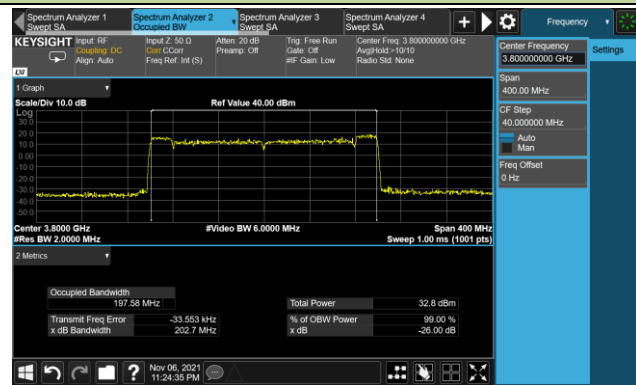 Spectrum Analyzer 1
Swept SA
Spectrum Analyzer 2
Occupied BW
Spectrum Analyzer 3
Swept SA
Spectrum Analyzer 4
Swept SA
Frequency
KEYSIGHT
Input: RF
Coupling: DC
Align: Auto
Input Z: 50 Ω
Corr CCorr
Freq Ref: Int (S)
Atten: 20 dB
Preamp: Off
Trig: Free Run
Gate: Off
#IF Gain: Low
Center Freq: 3.800000000 GHz
Avg|Hold:>10/10
Radio Std: None
Center Frequency
3.800000000 GHz
Settings
Span
400.00 MHz
CF Step
40.000000 MHz
Auto
Man
Freq Offset
0 Hz
1 Graph
Scale/Div 10.0 dB
Ref Value 40.00 dBm
Log
30.0
20.0
10.0
0.00
-10.0
-20.0
-30.0
-40.0
-50.0
Center 3.8000 GHz
#Video BW 6.0000 MHz
Span 400 MHz
#Res BW 2.0000 MHz
Sweep 1.00 ms (1001 pts)
2 Metrics
Occupied Bandwidth
197.58 MHz
Total Power
32.8 dBm
Transmit Freq Error
-33.553 kHz
% of OBW Power
99.00 %
x dB Bandwidth
202.7 MHz
x dB
-26.00 dB
Nov 06, 2021
11:24:35 PM